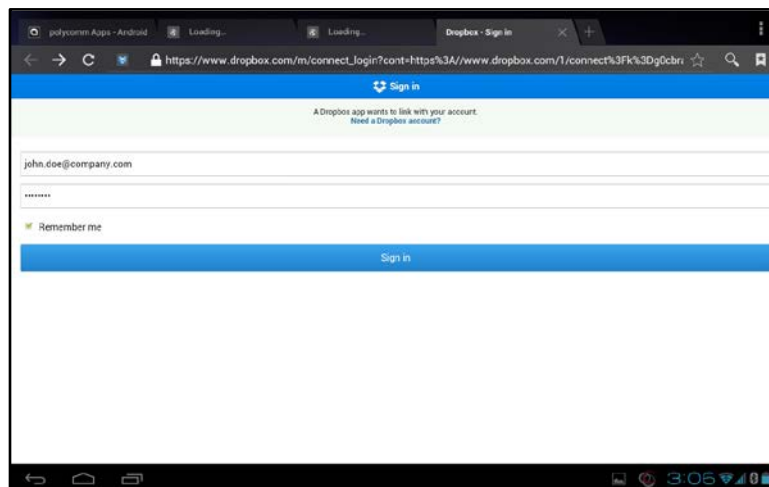 polycomm Apps - Android
Loading...
Loading...
Dropbox - Sign in
https://www.dropbox.com/m/connect_login?cont=https%3A//www.dropbox.com/1/connect%3Fk%3Dg0cbr
Sign in
A Dropbox app wants to link with your account.
Need a Dropbox account?
john.doe@company.com
••••••••
Remember me
Sign in
3:05